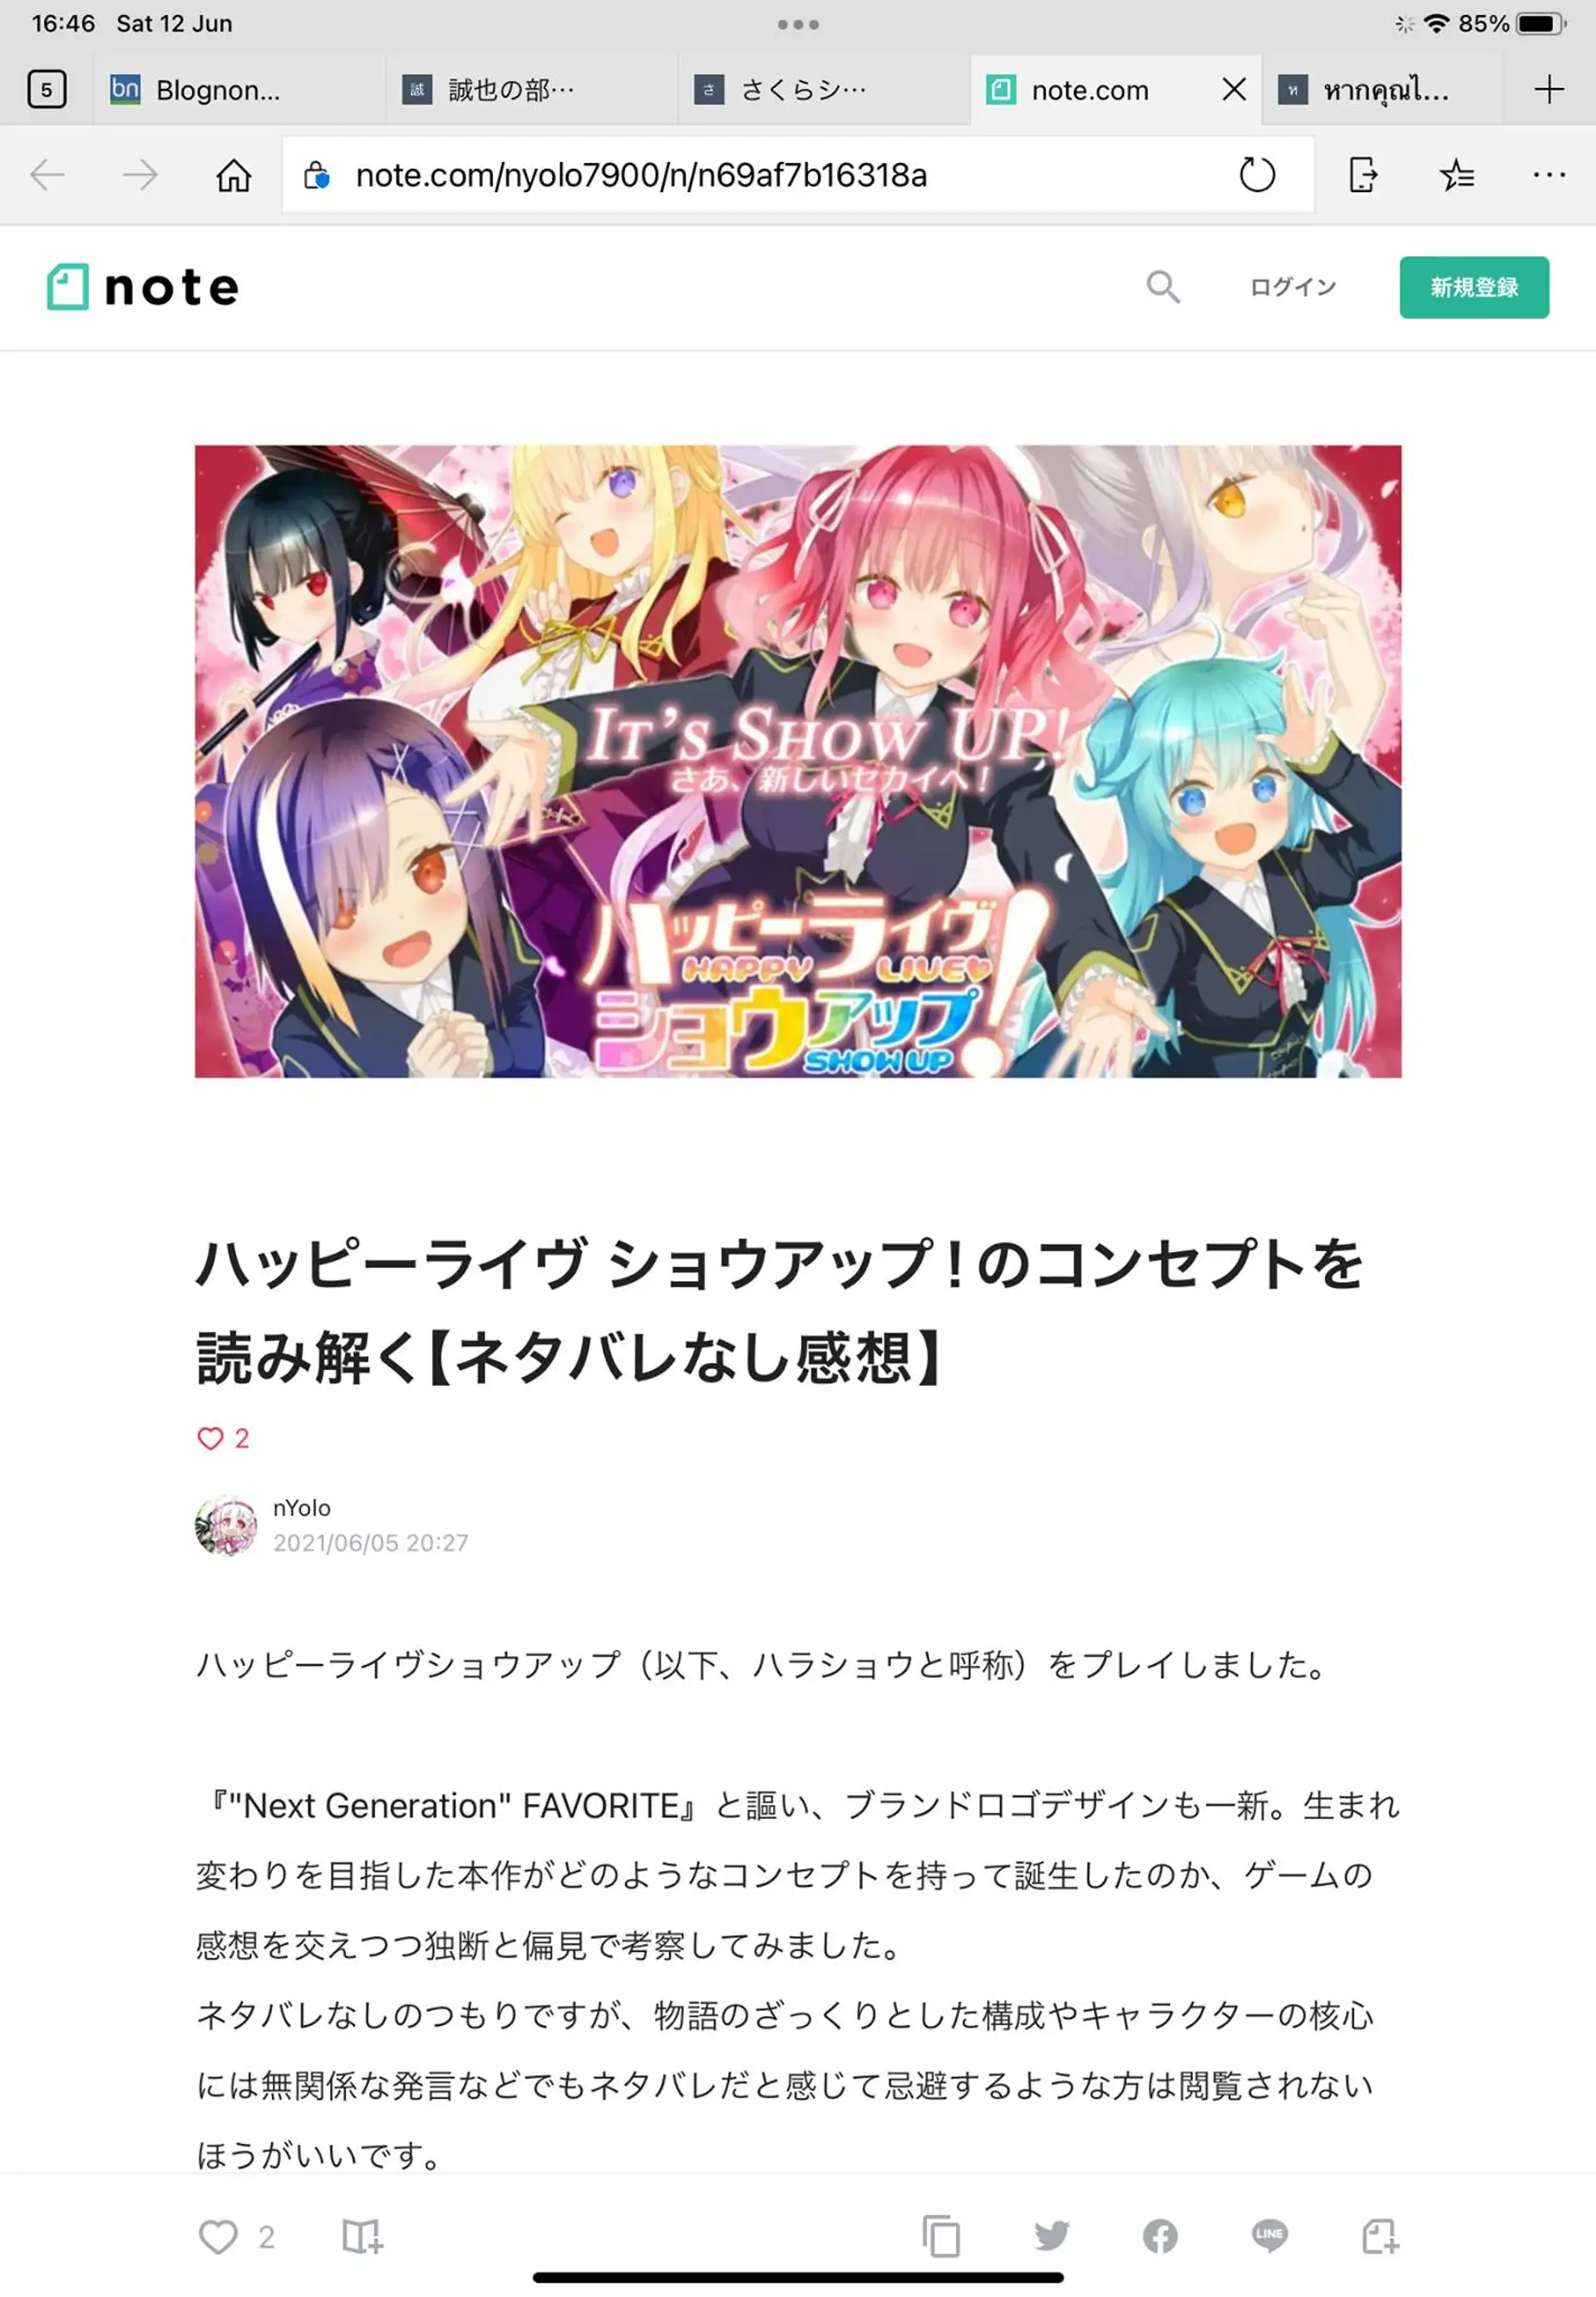 16:46 Sat 12 Jun
85%
5
bn Blognon...
誠 誠也の部…
さ さくらシ…
note.com
ห หากคุณไ...
note.com/nyolo7900/n/n69af7b16318a
note
ログイン
新規登録
IT'S SHOW UP!
さあ、新しいセカイへ！
ハッピーライヴ
HAPPY LIVE
ショウアップ！
SHOW UP
ハッピーライヴ ショウアップ！のコンセプトを
読み解く【ネタバレなし感想】
2
nYolo
2021/06/05 20:27
ハッピーライヴショウアップ（以下、ハラショウと呼称）をプレイしました。
『"Next Generation" FAVORITE』と謳い、ブランドロゴデザインも一新。生まれ
変わりを目指した本作がどのようなコンセプトを持って誕生したのか、ゲームの
感想を交えつつ独断と偏見で考察してみました。
ネタバレなしのつもりですが、物語のざっくりとした構成やキャラクターの核心
には無関係な発言などでもネタバレだと感じて忌避するような方は閲覧されない
ほうがいいです。
2
LINE